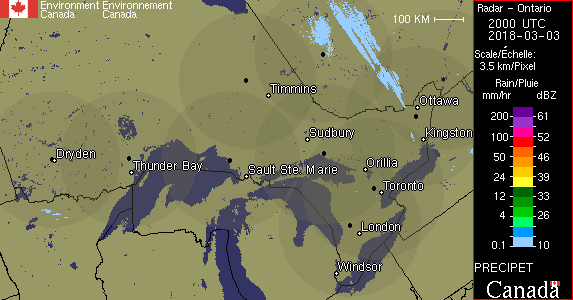 Environment Environnement
Canada Canada
100 KM
Timmins
Ottawa
Sudbury
Kingston
Dryden
Thunder Bay
Sault Ste. Marie
Orillia
Toronto
London
Windsor
Radar - Ontario
2000 UTC
2018-03-03
Scale/Échelle:
3.5 km/Pixel
Rain/Pluie
mm/hr dBZ
200 61
100 52
50 46
24 39
12 33
4 26
0.1 10
PRECIPET
Canada